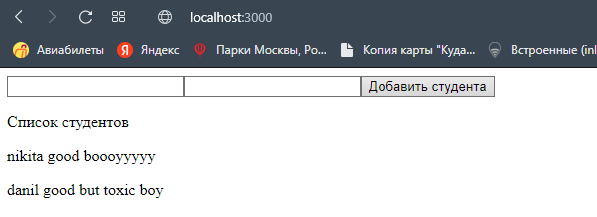 localhost:3000
Авиабилеты Яндекс Парки Москвы, Ро... Копия карты "Куда... Встроенные (inl
Добавить студента
Список студентов
nikita good boooyyyyy
danil good but toxic boy